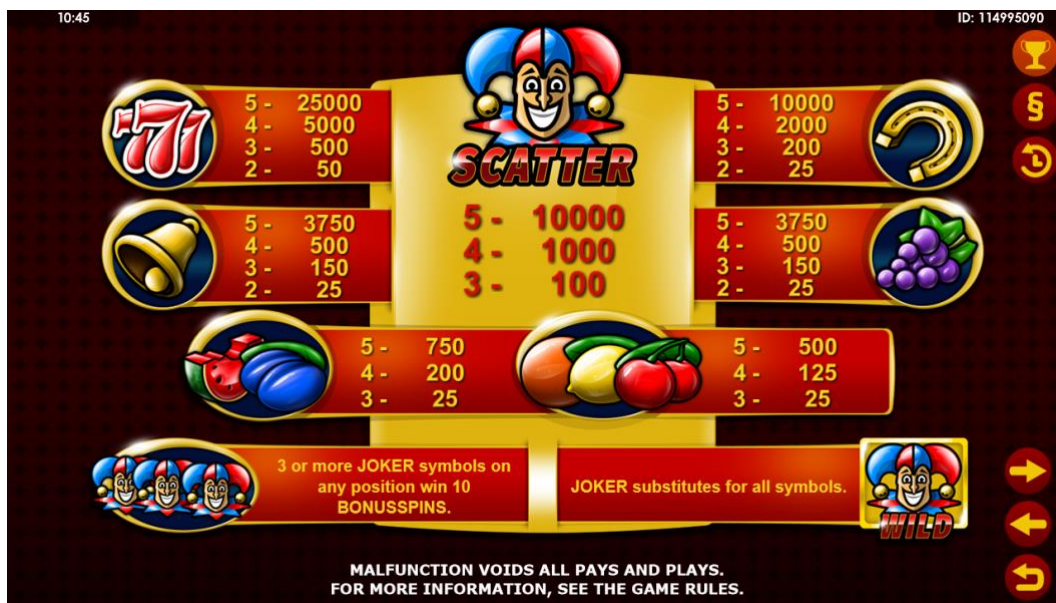 10:45
ID: 114995090
777
5 - 25000
4 - 5000
3 - 500
2 - 50
SCATTER
5 - 10000
4 - 1000
3 - 100
5 - 10000
4 - 2000
3 - 200
2 - 25
§
5 - 3750
4 - 500
3 - 150
2 - 25
5 - 3750
4 - 500
3 - 150
2 - 25
5 - 750
4 - 200
3 - 25
5 - 500
4 - 125
3 - 25
3 or more JOKER symbols on
any position win 10
BONUSSPINS.
JOKER substitutes for all symbols.
WILD
MALFUNCTION VOIDS ALL PAYS AND PLAYS.
FOR MORE INFORMATION, SEE THE GAME RULES.